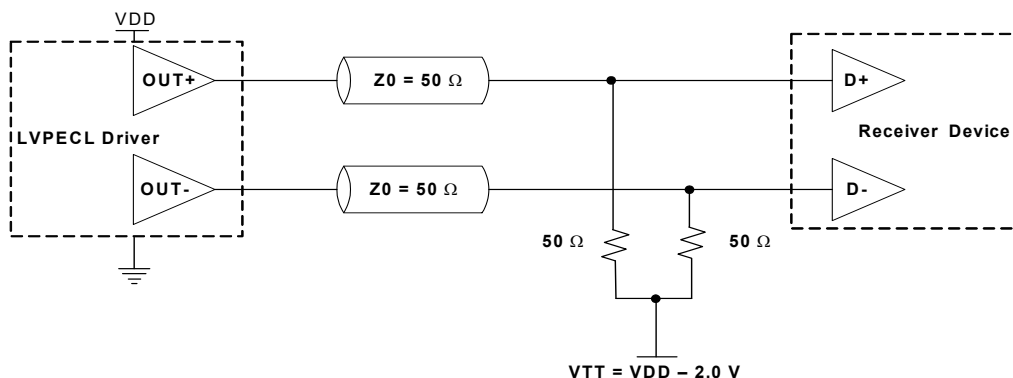 VDD
OUT+
Z0 = 50 Ω
D+
LVPECL Driver
Receiver Device
OUT-
Z0 = 50 Ω
D-
50 Ω
50 Ω
VTT = VDD – 2.0 V